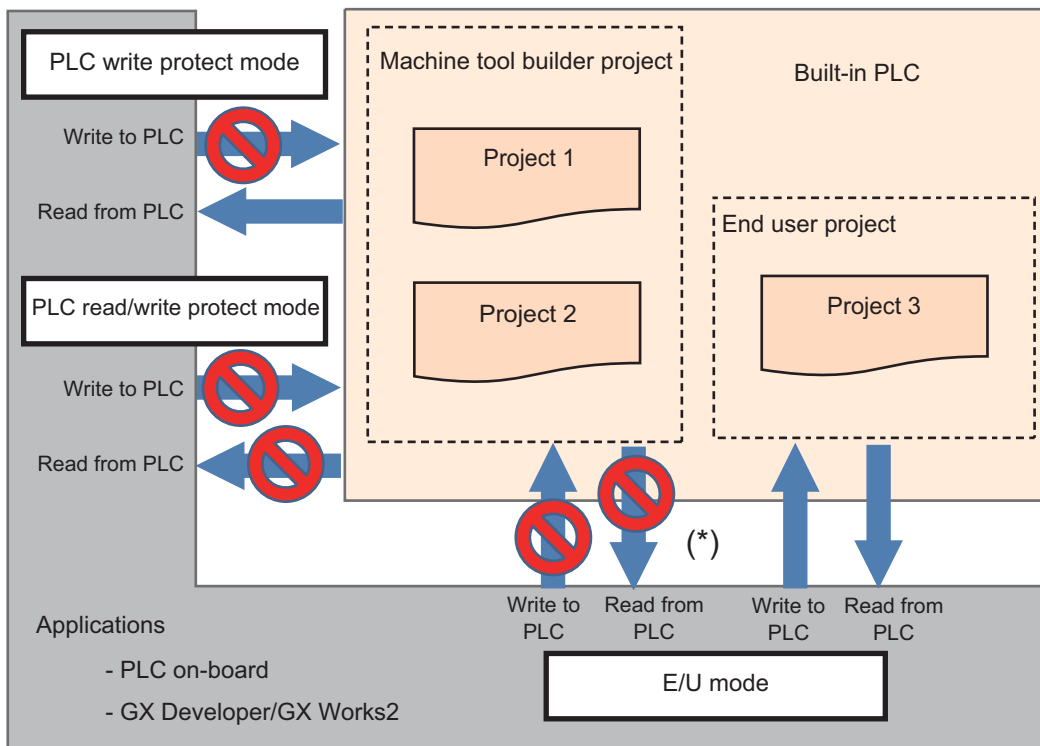 PLC write protect mode
Write to PLC
Read from PLC
PLC read/write protect mode
Write to PLC
Read from PLC
Machine tool builder project
Project 1
Project 2
Built-in PLC
End user project
Project 3
(*)
Write to
PLC
Read from
PLC
Write to
PLC
Read from
PLC
E/U mode
Applications
- PLC on-board
- GX Developer/GX Works2